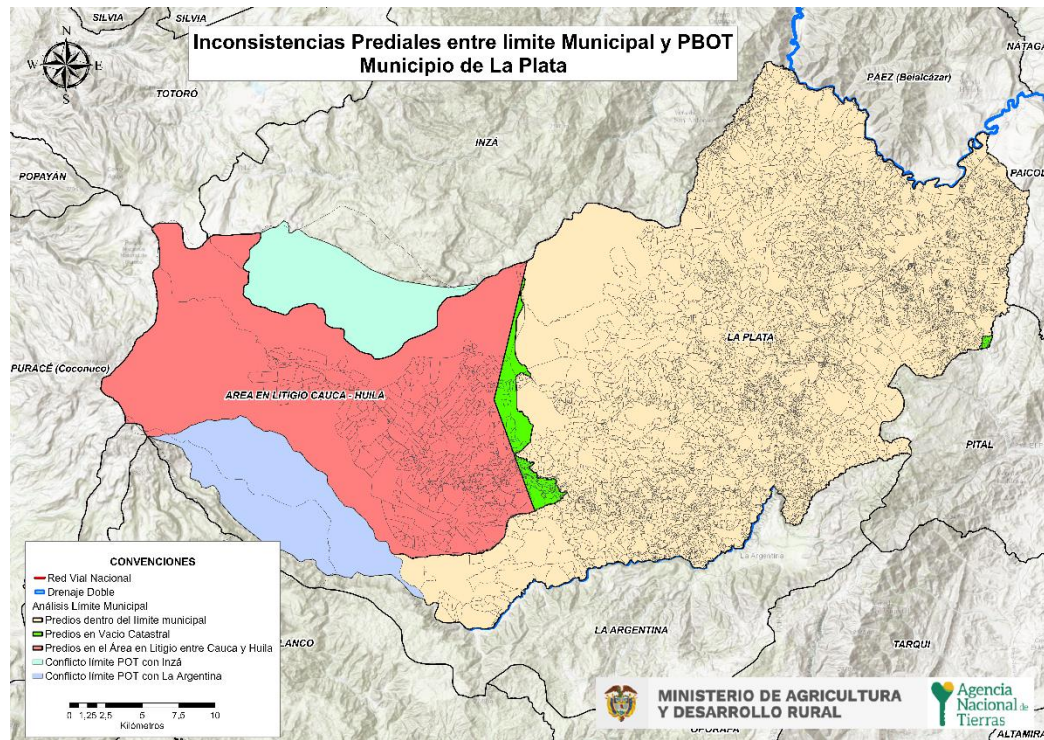 Inconsistencias Prediales entre limite Municipal y PBOT
Municipio de La Plata
N
W E
S
SILVIA
SILVIA
TOTORÓ
INZÁ
PAEZ (Belalcázar)
NÁTAGA
PAICOL
POPAYÁN
LA PLATA
PURACÉ (Coconuco)
AREA EN LITIGIO CAUCA - HUILA
PITAL
La Argentina
LA ARGENTINA
TARQUI
LANCO
OPORAPA
ALTAMIRA
CONVENCIONES
Red Vial Nacional
Drenaje Doble
Análisis Límite Municipal
Predios dentro del límite municipal
Predios en Vacio Catastral
Predios en el Área en Litigio entre Cauca y Huila
Conflicto límite POT con Inzá
Conflicto límite POT con La Argentina
0 1,25 2,5 5 7,5 10
Kilómetros
MINISTERIO DE AGRICULTURA
Y DESARROLLO RURAL
Agencia
Nacional de
Tierras